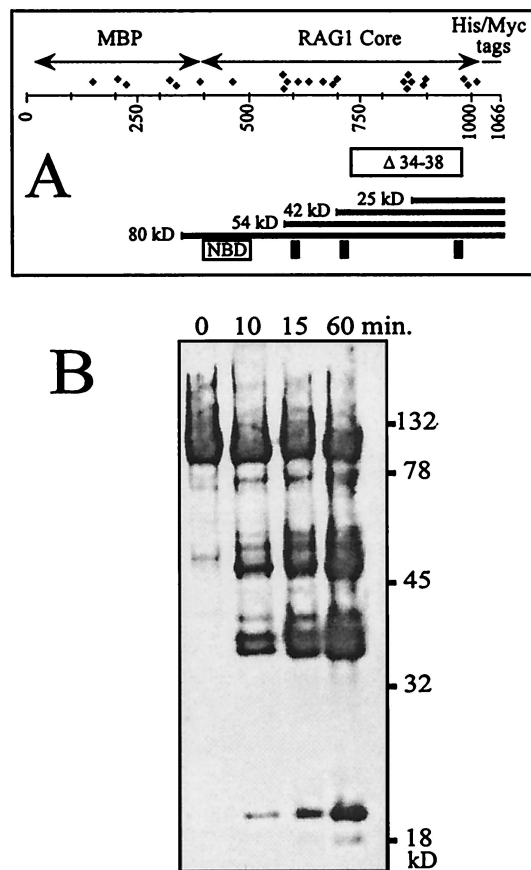 MBP RAG1 Core His/Myc tags
0 250 500 750 1000 1066
A
Δ 34-38
25 kD
42 kD
54 kD
80 kD
NBD
B
0 10 15 60 min.
132
78
45
32
18
kD